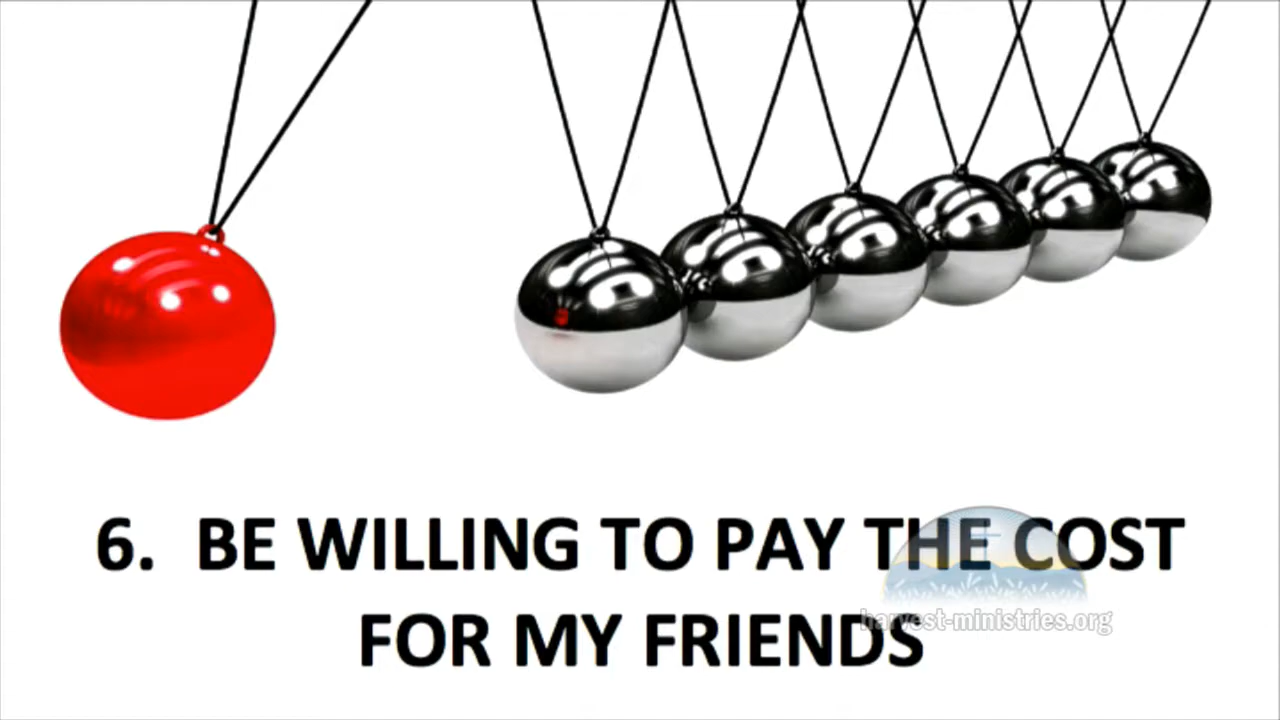 6. BE WILLING TO PAY THE COST
FOR MY FRIENDS
harvest-ministries.org